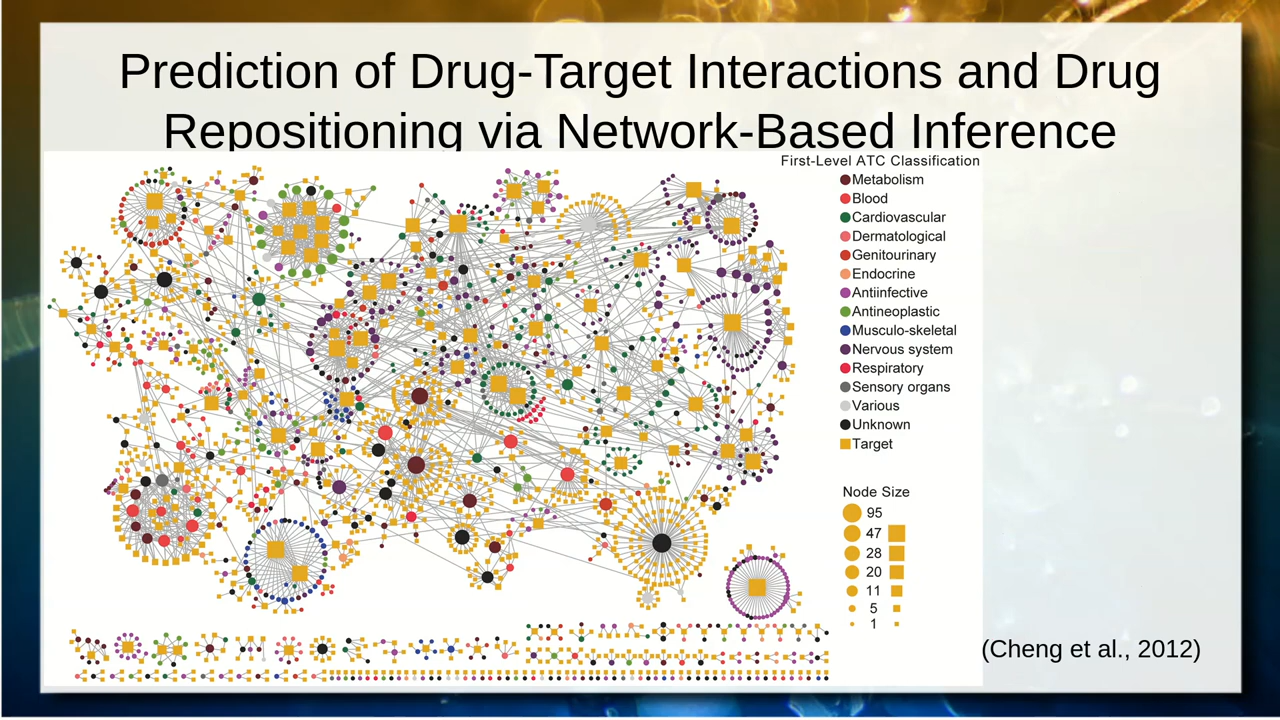 Prediction of Drug-Target Interactions and Drug
Repositioning via Network-Based Inference
First-Level ATC Classification
Metabolism
Blood
Cardiovascular
Dermatological
Genitourinary
Endocrine
Antiinfective
Antineoplastic
Musculo-skeletal
Nervous system
Respiratory
Sensory organs
Various
Unknown
Target
Node Size
95
47
28
20
11
5
1
(Cheng et al., 2012)